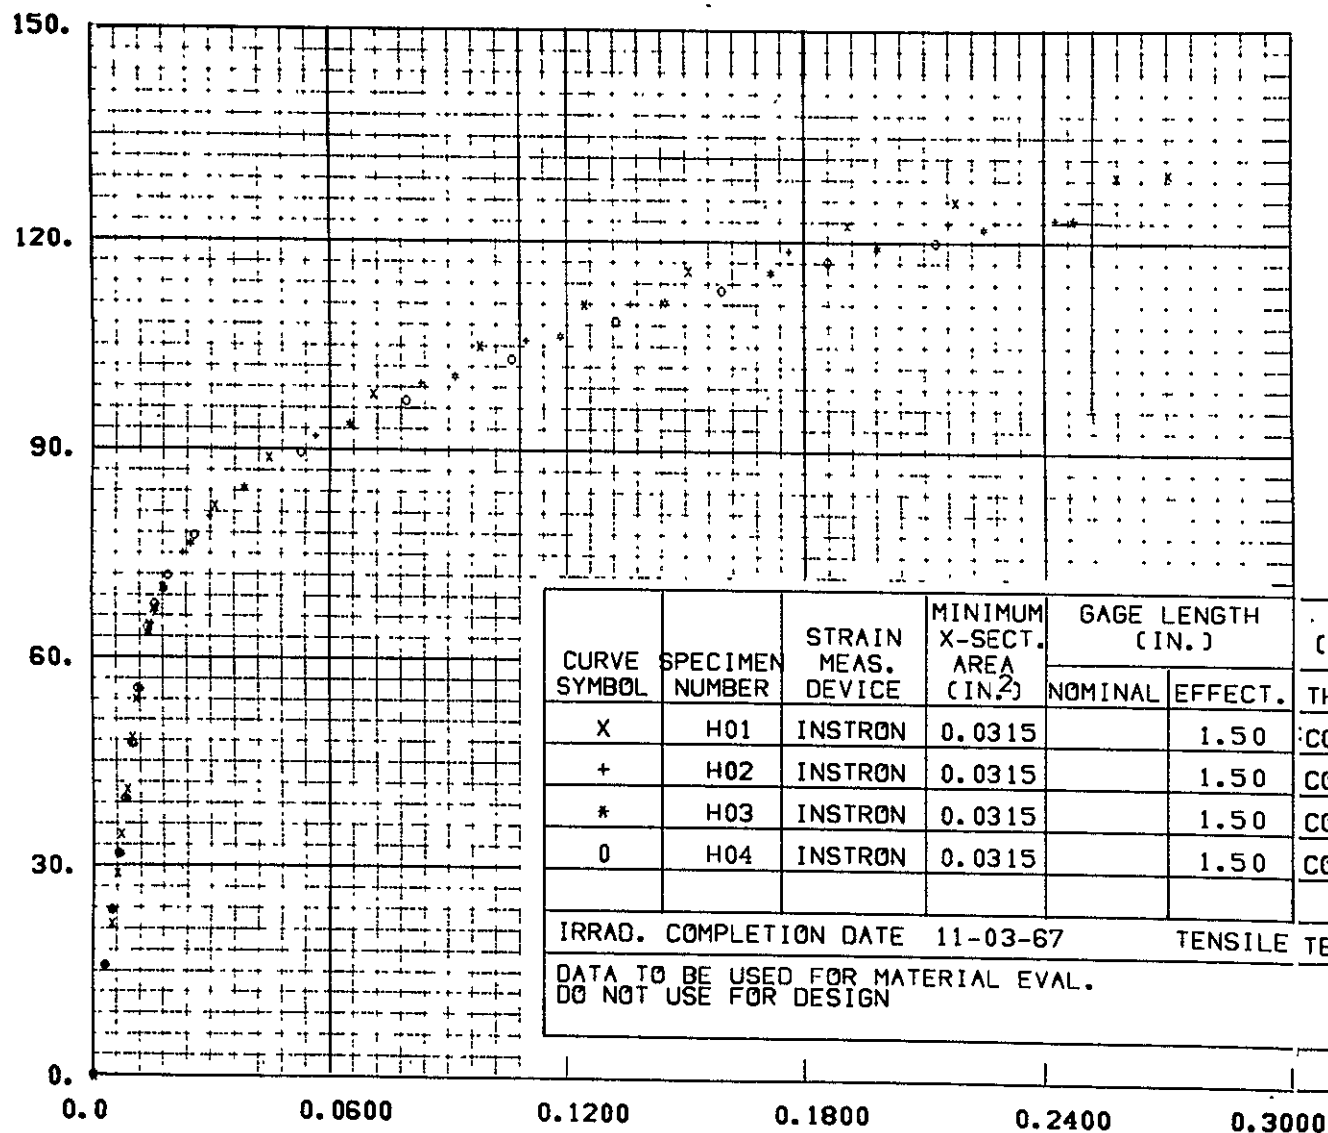 150.
120.
90.
60.
30.
0.
0.0 0.0600 0.1200 0.1800 0.2400 0.3000
CURVE SYMBOL SPECIMEN NUMBER STRAIN MEAS. DEVICE MINIMUM X-SECT. AREA (IN.2) GAGE LENGTH (IN.)
NOMINAL EFFECT.
X H01 INSTRON 0.0315 1.50
+ H02 INSTRON 0.0315 1.50
* H03 INSTRON 0.0315 1.50
0 H04 INSTRON 0.0315 1.50
IRRAD. COMPLETION DATE 11-03-67 TENSILE
DATA TO BE USED FOR MATERIAL EVAL.
DO NOT USE FOR DESIGN